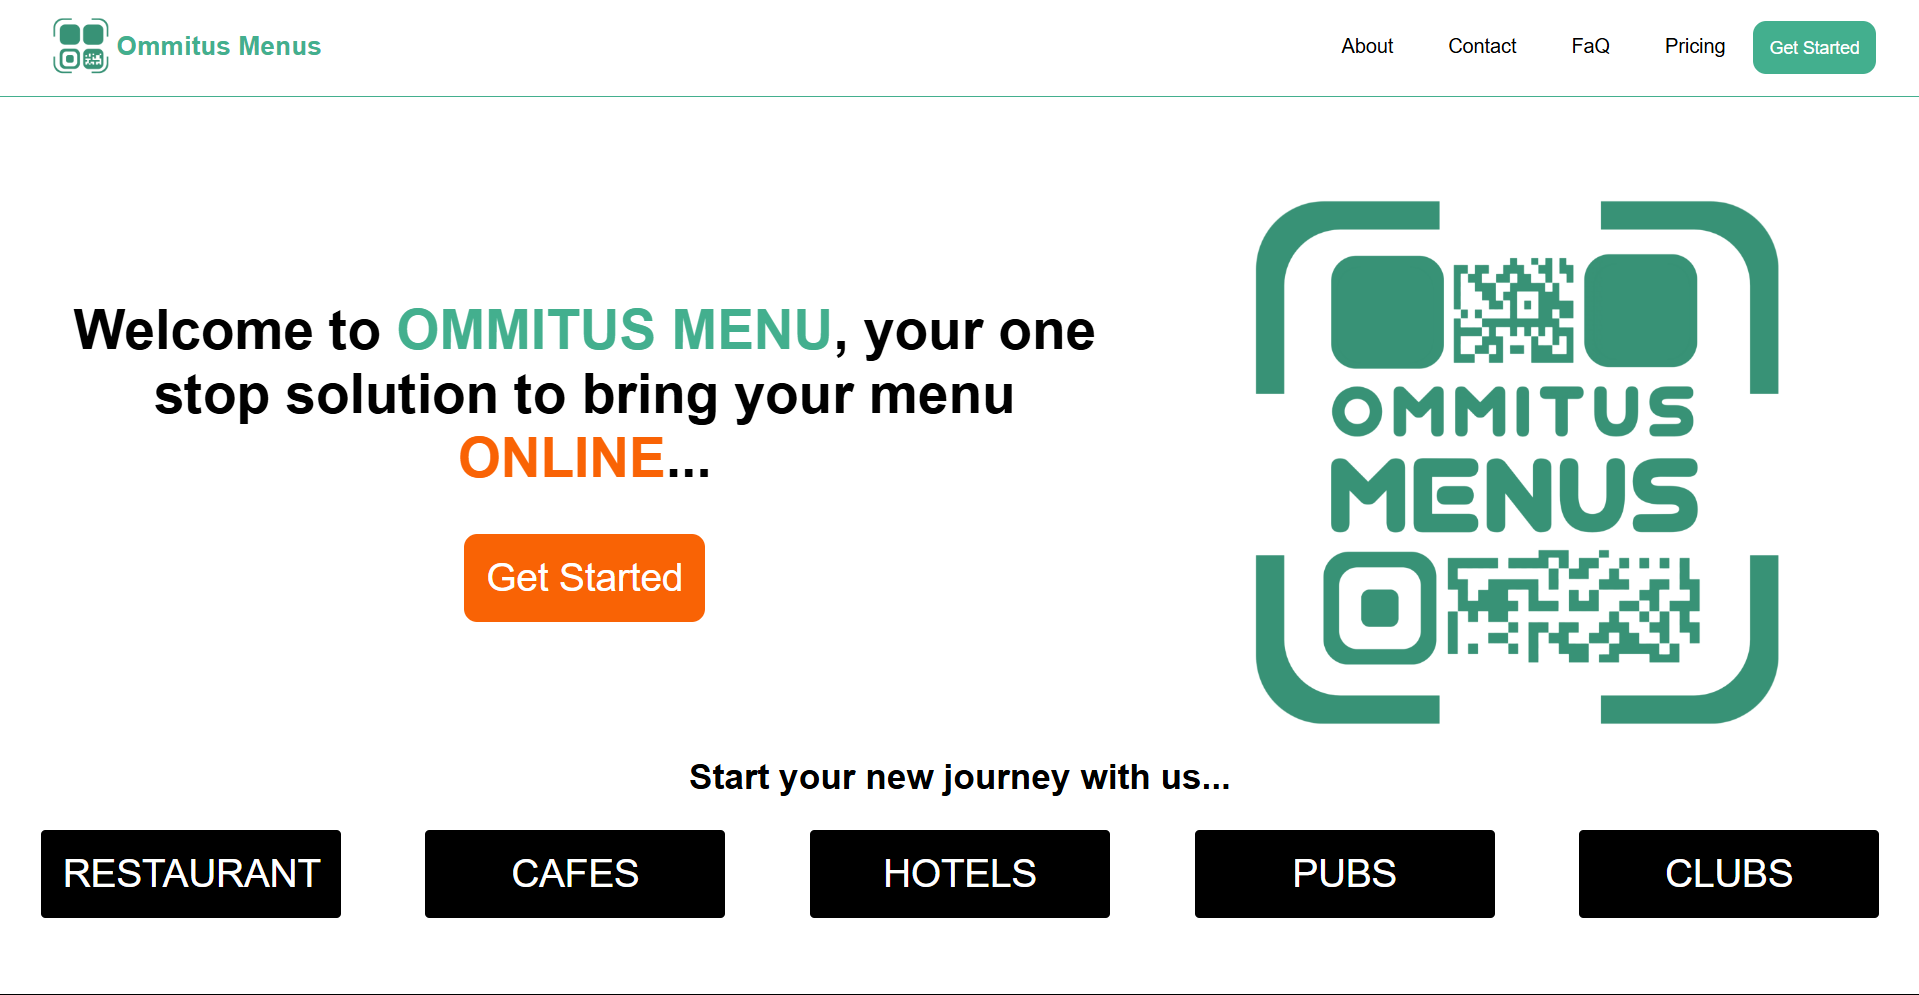 Ommitus Menus
About
Contact
FaQ
Pricing
Get Started
Welcome to OMMITUS MENU, your one
stop solution to bring your menu
ONLINE...
Get Started
OMMITUS
MENUS
Start your new journey with us...
RESTAURANT
CAFES
HOTELS
PUBS
CLUBS